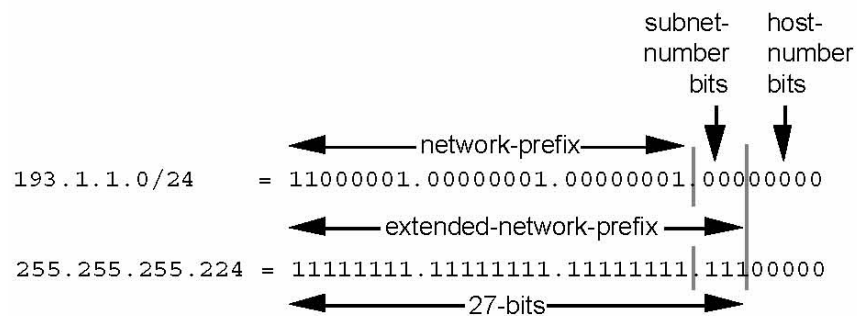 subnet- host-
number number
bits bits
network-prefix
193.1.1.0/24 = 11000001.00000001.00000001.00000000
extended-network-prefix
255.255.255.224 = 11111111.11111111.11111111.11100000
27-bits